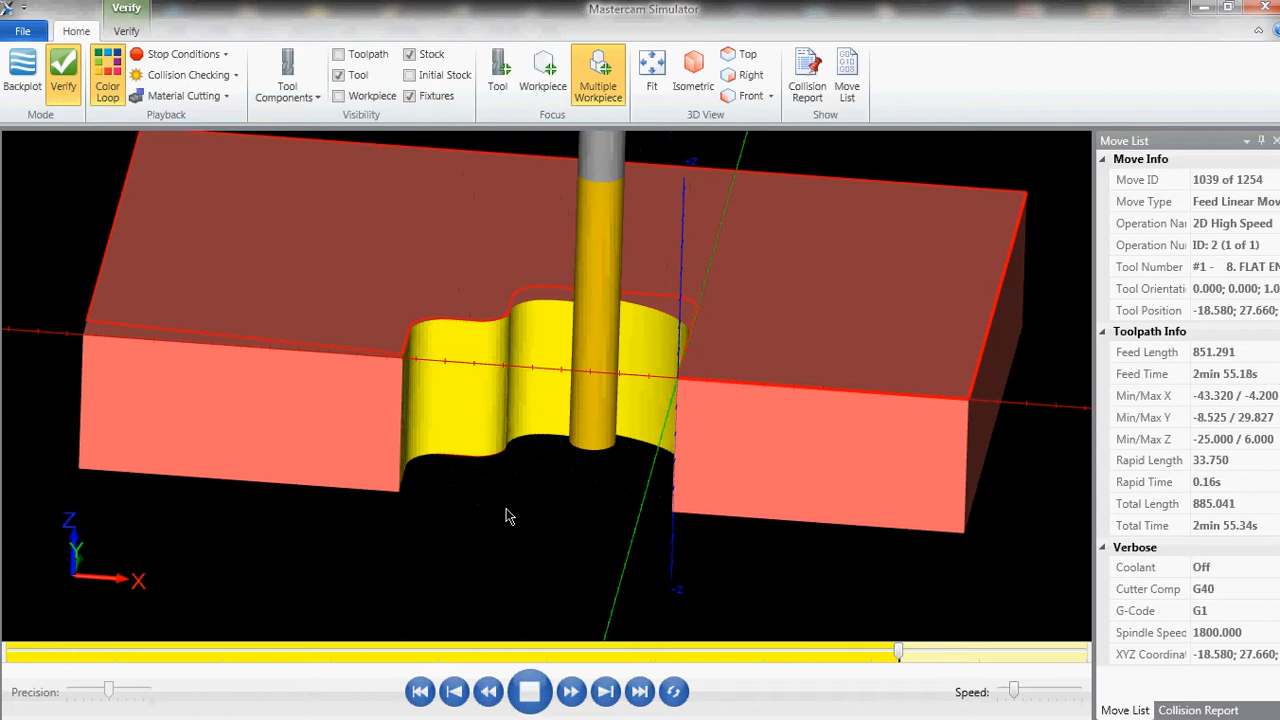 Verify
Mastercam Simulator
File
Home
Verify
Backplot
Verify
Mode
Color
Loop
Stop Conditions
Collision Checking
Material Cutting
Playback
Tool
Components
Toolpath
Tool
Workpiece
Stock
Initial Stock
Fixtures
Visibility
Tool
Workpiece
Multiple
Workpiece
Focus
Fit
Isometric
Top
Right
Front
3D View
Collision
Report
G01
GD0
GD8
Move
List
Show
+Z
-Z
Z
Y
X
Move List
Move Info
Move ID 1039 of 1254
Move Type Feed Linear Mov
Operation Na 2D High Speed
Operation Nu ID: 2 (1 of 1)
Tool Number #1 - 8. FLAT EN
Tool Orientati 0.000; 0.000; 1.0
Tool Position -18.580; 27.660;
Toolpath Info
Feed Length 851.291
Feed Time 2min 55.18s
Min/Max X -43.320 / -4.200
Min/Max Y -8.525 / 29.827
Min/Max Z -25.000 / 6.000
Rapid Length 33.750
Rapid Time 0.16s
Total Length 885.041
Total Time 2min 55.34s
Verbose
Coolant Off
Cutter Comp G40
G-Code G1
Spindle Speed 1800.000
XYZ Coordinat -18.580; 27.660,
Precision:
Speed:
Move List
Collision Report